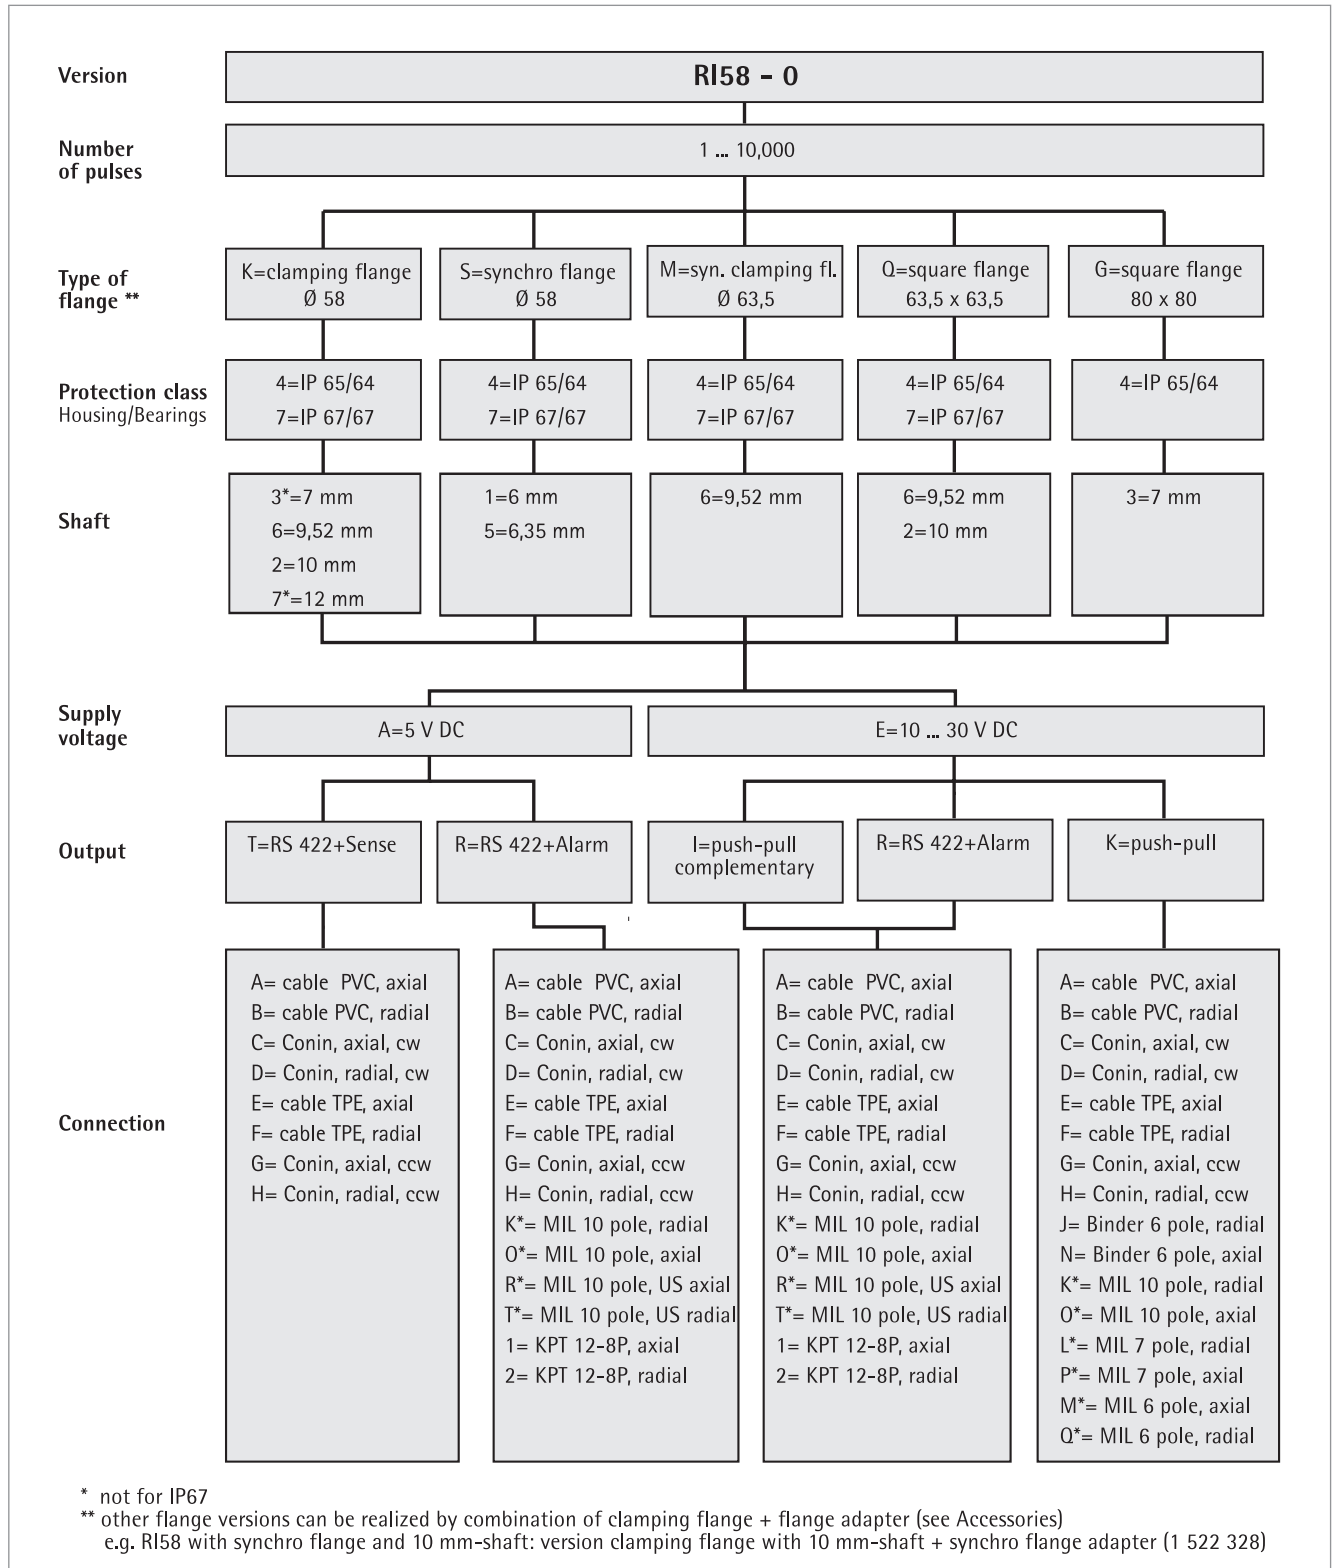 Version
RI58 - O
Number
of pulses
1 ... 10,000
Type of
flange **
K=clamping flange
Ø 58
S=synchro flange
Ø 58
M=syn. clamping fl.
Ø 63,5
Q=square flange
63,5 x 63,5
G=square flange
80 x 80
Protection class
Housing/Bearings
4=IP 65/64
7=IP 67/67
4=IP 65/64
7=IP 67/67
4=IP 65/64
7=IP 67/67
4=IP 65/64
7=IP 67/67
4=IP 65/64
Shaft
3*=7 mm
6=9,52 mm
2=10 mm
7*=12 mm
1=6 mm
5=6,35 mm
6=9,52 mm
6=9,52 mm
2=10 mm
3=7 mm
Supply
voltage
A=5 V DC
E=10 ... 30 V DC
Output
T=RS 422+Sense
R=RS 422+Alarm
I=push-pull
complementary
R=RS 422+Alarm
K=push-pull
Connection
A= cable PVC, axial
B= cable PVC, radial
C= Conin, axial, cw
D= Conin, radial, cw
E= cable TPE, axial
F= cable TPE, radial
G= Conin, axial, ccw
H= Conin, radial, ccw
A= cable PVC, axial
B= cable PVC, radial
C= Conin, axial, cw
D= Conin, radial, cw
E= cable TPE, axial
F= cable TPE, radial
G= Conin, axial, ccw
H= Conin, radial, ccw
K*= MIL 10 pole, radial
O*= MIL 10 pole, axial
R*= MIL 10 pole, US axial
T*= MIL 10 pole, US radial
1= KPT 12-8P, axial
2= KPT 12-8P, radial
A= cable PVC, axial
B= cable PVC, radial
C= Conin, axial, cw
D= Conin, radial, cw
E= cable TPE, axial
F= cable TPE, radial
G= Conin, axial, ccw
H= Conin, radial, ccw
K*= MIL 10 pole, radial
O*= MIL 10 pole, axial
R*= MIL 10 pole, US axial
T*= MIL 10 pole, US radial
1= KPT 12-8P, axial
2= KPT 12-8P, radial
A= cable PVC, axial
B= cable PVC, radial
C= Conin, axial, cw
D= Conin, radial, cw
E= cable TPE, axial
F= cable TPE, radial
G= Conin, axial, ccw
H= Conin, radial, ccw
J= Binder 6 pole, radial
N= Binder 6 pole, axial
K*= MIL 10 pole, radial
O*= MIL 10 pole, axial
L*= MIL 7 pole, radial
P*= MIL 7 pole, axial
M*= MIL 6 pole, axial
Q*= MIL 6 pole, radial
* not for IP67
** other flange versions can be realized by combination of clamping flange + flange adapter (see Accessories)
e.g. RI58 with synchro flange and 10 mm-shaft: version clamping flange with 10 mm-shaft + synchro flange adapter (1 522 328)